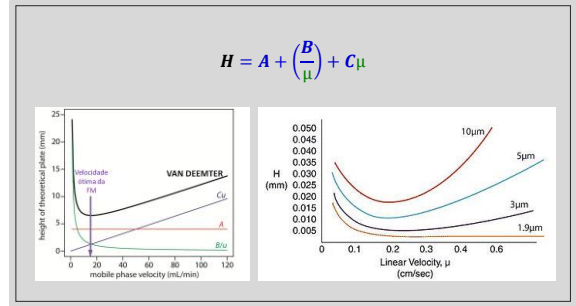 H = A + (B/μ) + Cμ
height of theoretical plate (mm)
25
20
15
10
5
0
Velocidade
ótima da
FM
VAN DEEMTER
Cu
A
B/u
0 20 40 60 80 100 120
mobile phase velocity (mL/min)
H
(mm)
0.050
0.045
0.040
0.035
0.030
0.025
0.020
0.015
0.010
0.005
10μm
5μm
3μm
1.9μm
0 0.1 0.2 0.3 0.4 0.6
Linear Velocity, μ
(cm/sec)